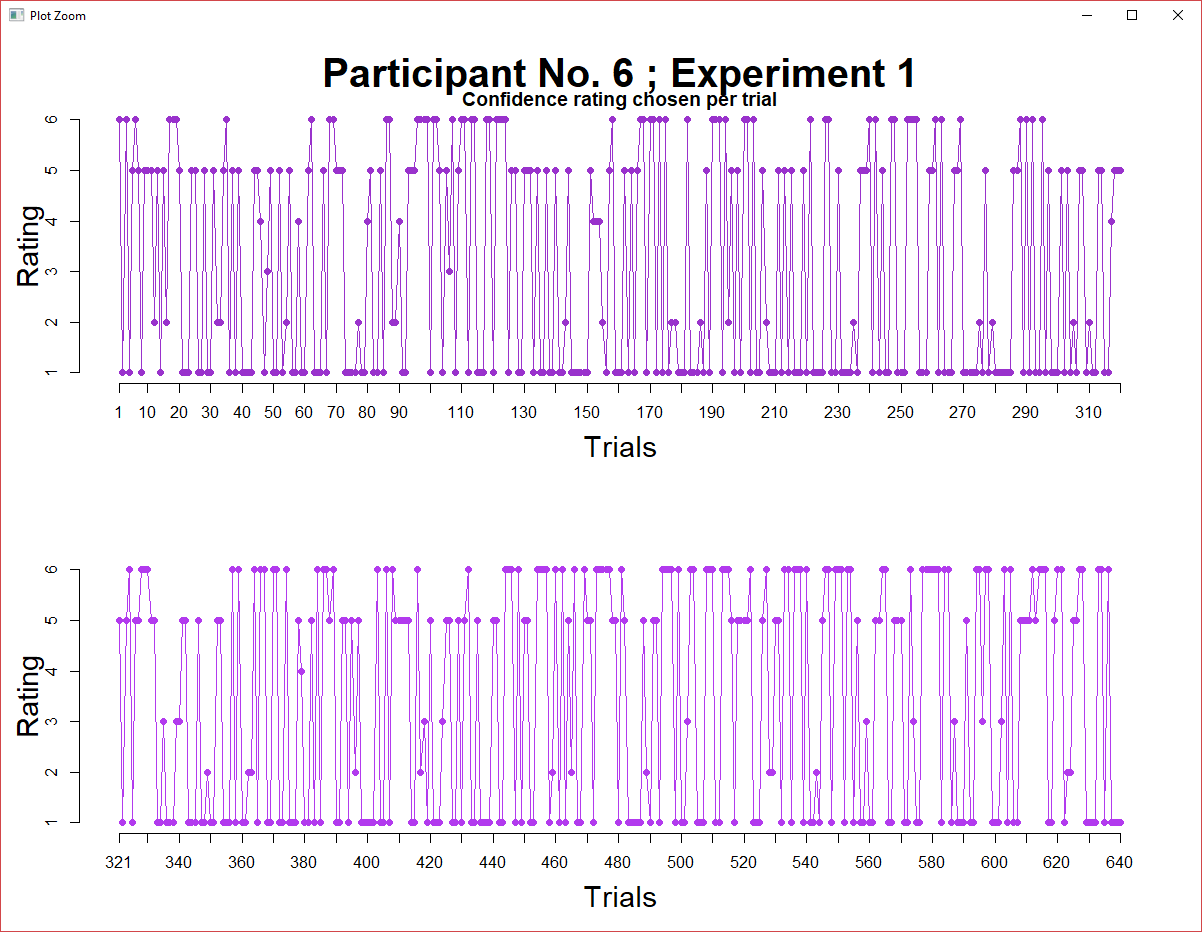 Plot Zoom
Participant No. 6 ; Experiment 1
Confidence rating chosen per trial
6
5
4
3
2
1
Rating
1 10 20 30 40 50 60 70 80 90 110 130 150 170 190 210 230 250 270 290 310
Trials
6
5
4
3
2
1
Rating
321 340 360 380 400 420 440 460 480 500 520 540 560 580 600 620 640
Trials